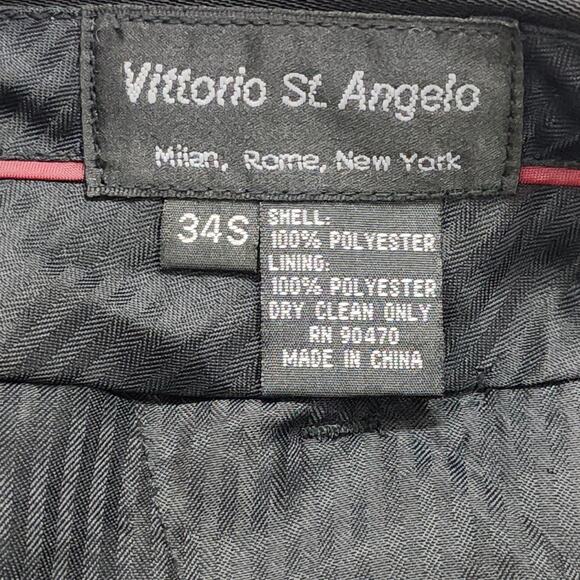 Vittorio St. Angelo
Milan, Rome, New York
34S
SHELL:
100% POLYESTER
LINING:
100% POLYESTER
DRY CLEAN ONLY
RN 90470
MADE IN CHINA